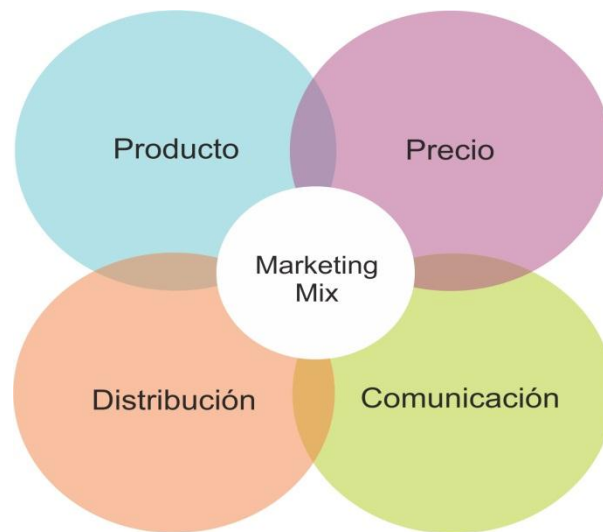 Producto
Precio
Marketing
Mix
Distribución
Comunicación